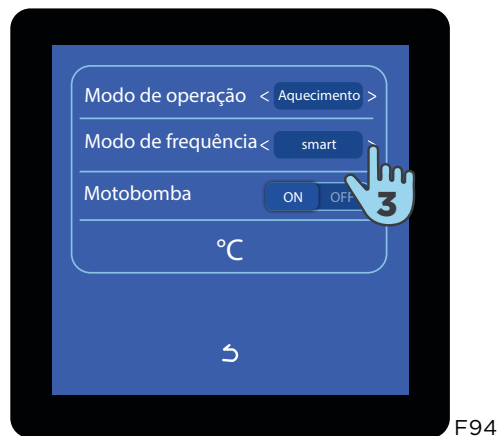 Modo de operação < Aquecimento >
Modo de frequência < smart >
Motobomba ON OFF
3
°C
F94